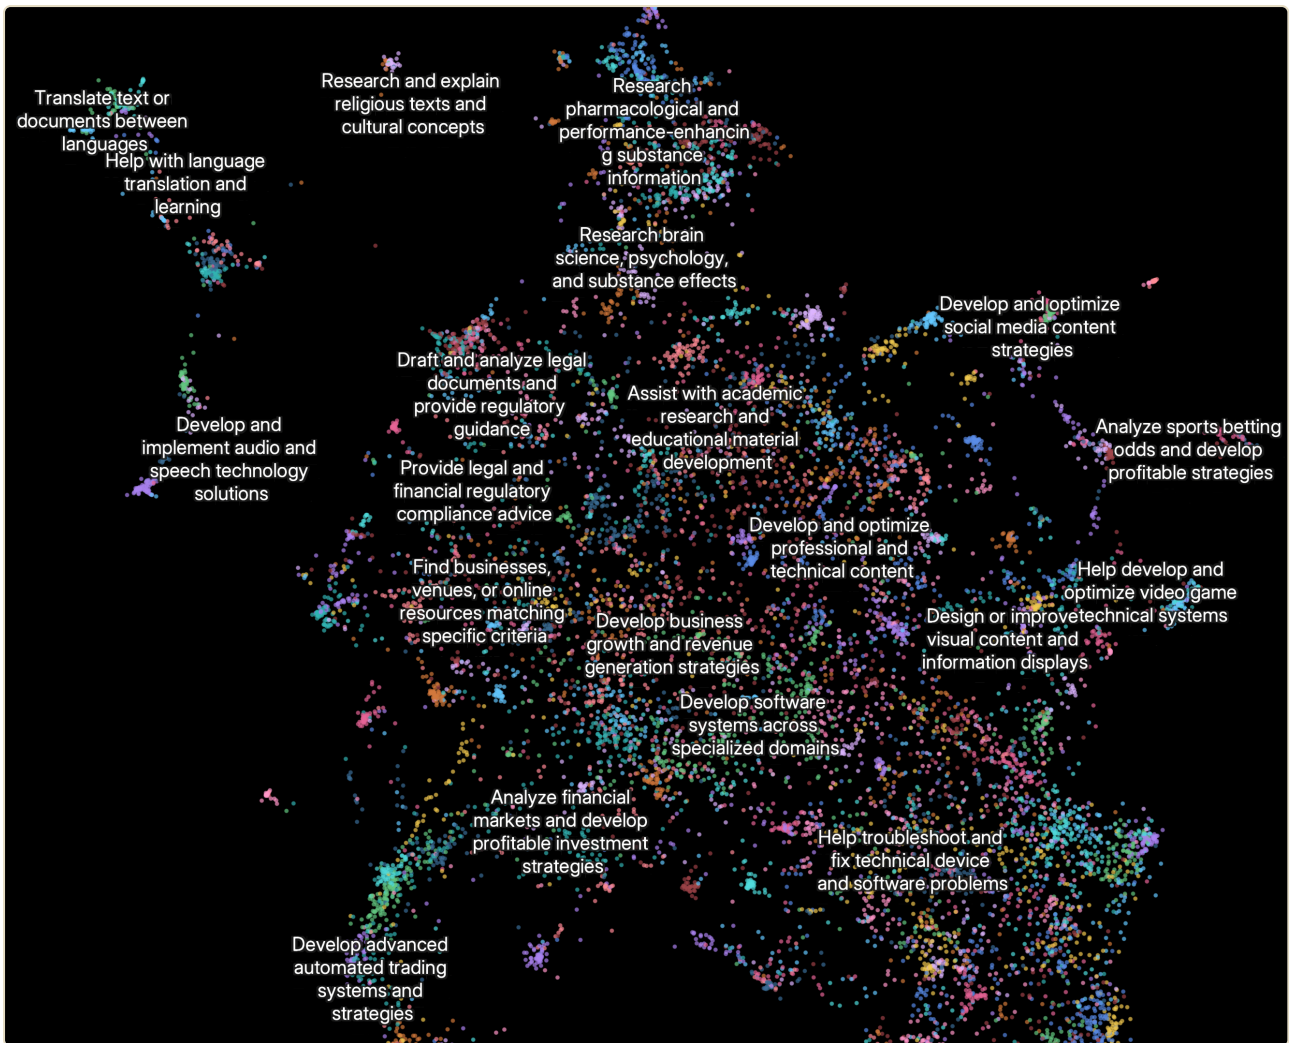 Research and explain
religious texts and
cultural concepts
Research
pharmacological and
performance-enhancin
g substance
information
Translate text or
documents between
languages
Help with language
translation and
learning
Research brain
science, psychology,
and substance effects
Develop and optimize
social media content
strategies
Draft and analyze legal
documents and
provide regulatory
guidance
Assist with academic
research and
educational material
development
Develop and
implement audio and
speech technology
solutions
Analyze sports betting
odds and develop
profitable strategies
Provide legal and
financial regulatory
compliance advice
Develop and optimize
professional and
technical content
Find businesses,
venues, or online
resources matching
specific criteria
Help develop and
optimize video game
technical systems
Design or improve
visual content and
information displays
Develop business
growth and revenue
generation strategies
Develop software
systems across
specialized domains
Analyze financial
markets and develop
profitable investment
strategies
Help troubleshoot and
fix technical device
and software problems
Develop advanced
automated trading
systems and
strategies